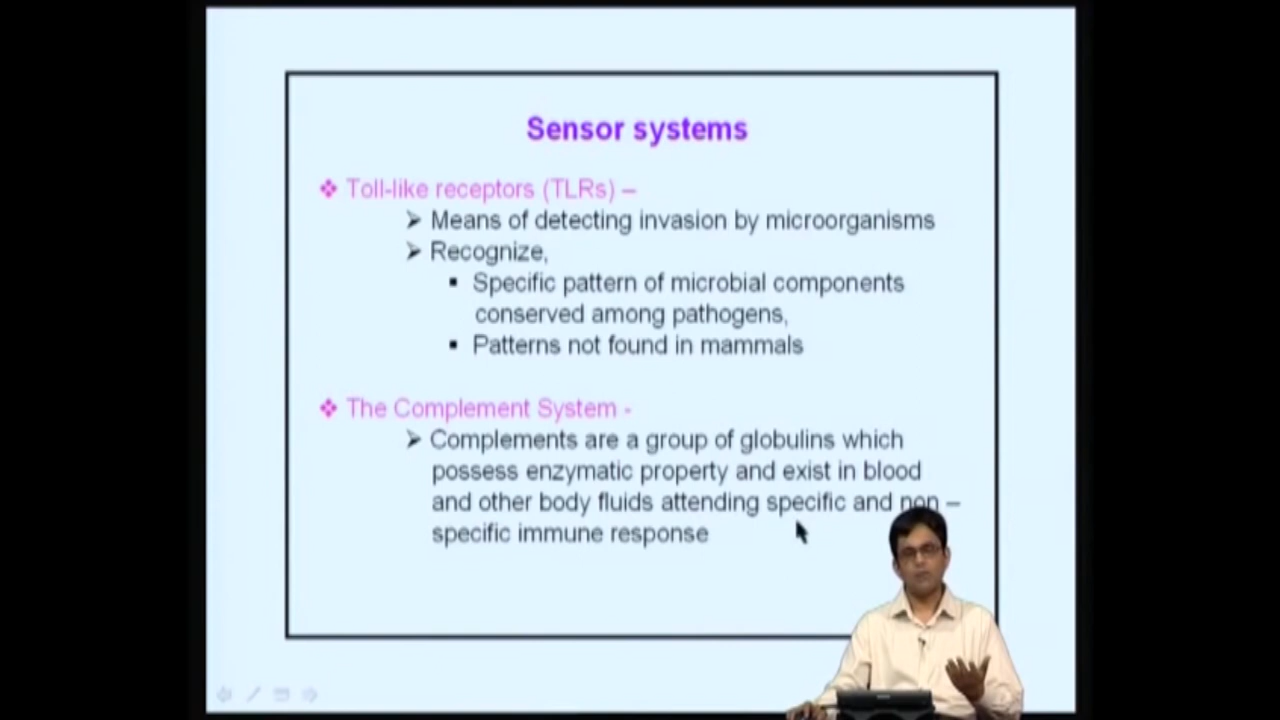 Sensor systems
❖ Toll-like receptors (TLRs) –
➢ Means of detecting invasion by microorganisms
➢ Recognize,
▪ Specific pattern of microbial components
conserved among pathogens,
▪ Patterns not found in mammals
❖ The Complement System -
➢ Complements are a group of globulins which
possess enzymatic property and exist in blood
and other body fluids attending specific and non –
specific immune response